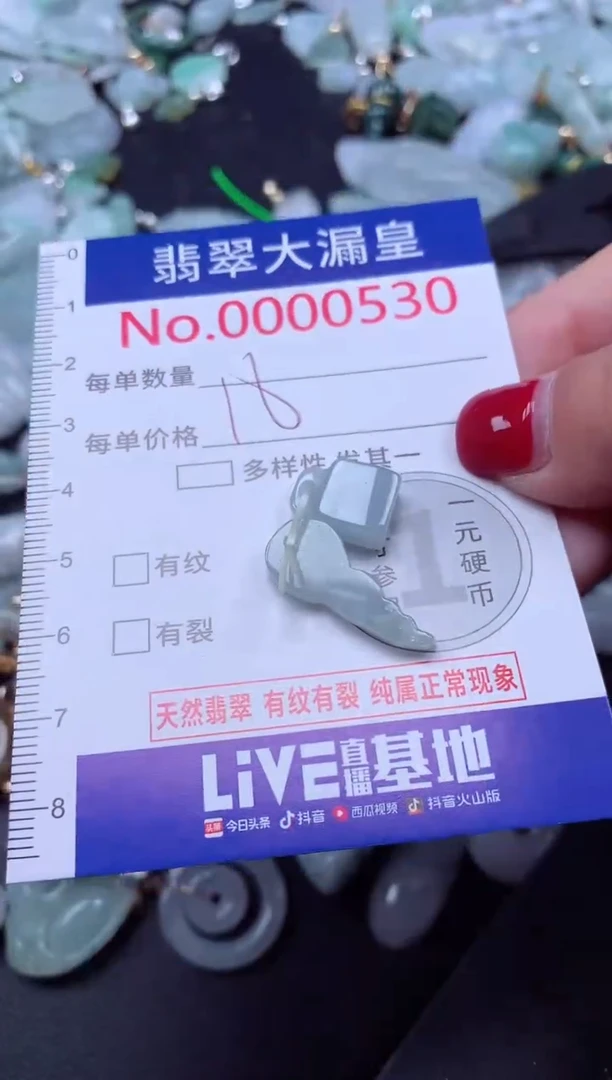 翡翠大漏皇
No.0000530
每单数量
18
每单价格
多样性 发其一
一元硬币
1
参
有纹
有裂
天然翡翠 有纹有裂 纯属正常现象
LiVE直播基地
今日头条 抖音 西瓜视频 抖音火山版
0
1
2
3
4
5
6
7
8